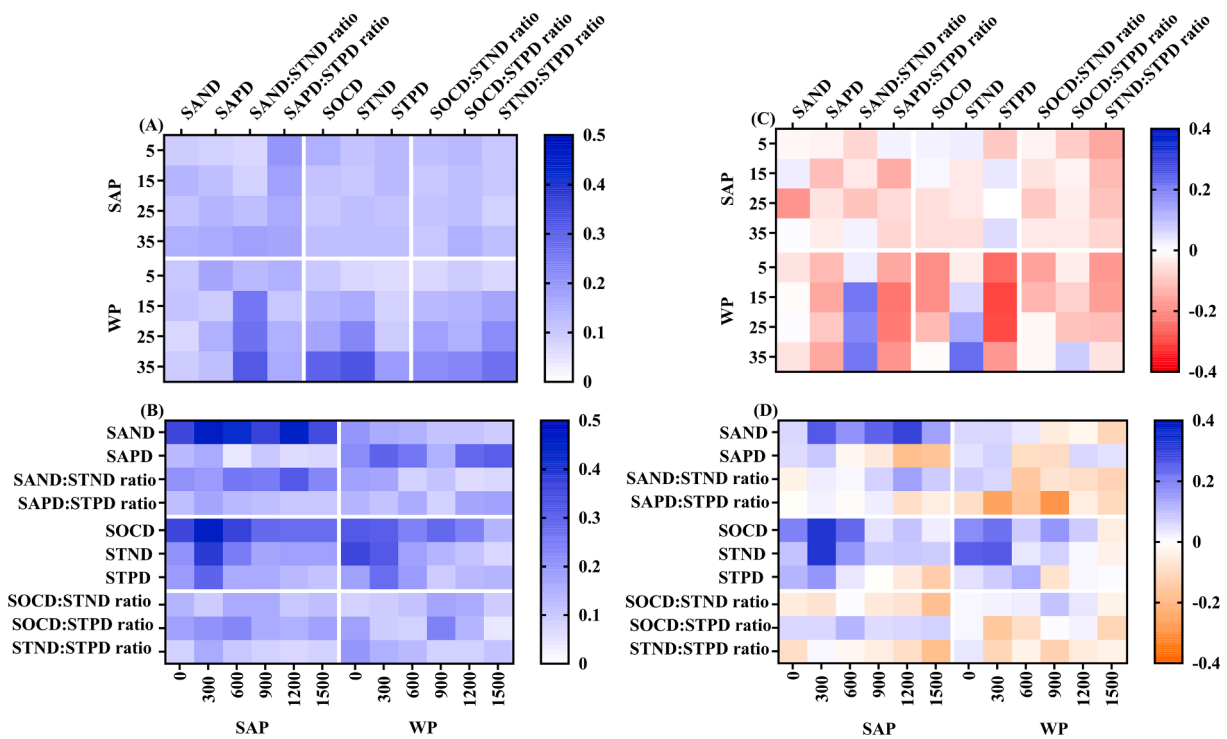 SAND SAPD SAND:STND ratio SAPD:STPD ratio SOCD STND STPD SOCD:STND ratio SOCD:STPD ratio STND:STPD ratio
(A)
5
15
25
35
SAP
5
15
25
35
WP
0.5
0.4
0.3
0.2
0.1
0
SAND SAPD SAND:STND ratio SAPD:STPD ratio SOCD STND STPD SOCD:STND ratio SOCD:STPD ratio STND:STPD ratio
(C)
5
15
25
35
SAP
5
15
25
35
WP
0.4
0.2
0
-0.2
-0.4
(B)
SAND
SAPD
SAND:STND ratio
SAPD:STPD ratio
SOCD
STND
STPD
SOCD:STND ratio
SOCD:STPD ratio
STND:STPD ratio
0 300 600 900 1200 1500 0 300 600 900 1200 1500
SAP WP
0.5
0.4
0.3
0.2
0.1
0
(D)
SAND
SAPD
SAND:STND ratio
SAPD:STPD ratio
SOCD
STND
STPD
SOCD:STND ratio
SOCD:STPD ratio
STND:STPD ratio
0 300 600 900 1200 1500 0 300 600 900 1200 1500
SAP WP
0.4
0.2
0
-0.2
-0.4